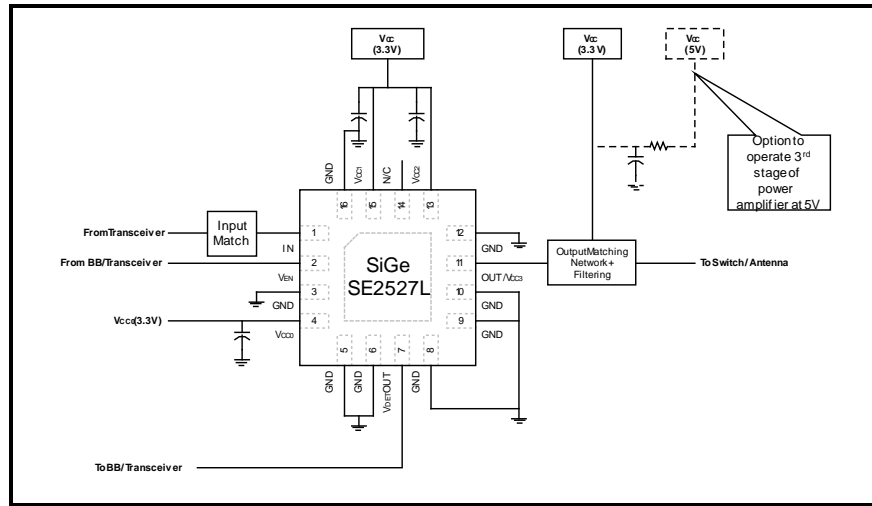 Vcc
(3.3V)
Vcc
(3.3V)
Vcc
(5V)
Option to
operate 3rd
stage of
power
amplifier at 5V
GND
VCC1
N/C
VCC2
16
15
14
13
From Transceiver
Input
Match
1
IN
12
GND
From BB/Transceiver
2
VEN
SiGe
SE2527L
11
OUT/VCC3
Output Matching
Network+
Filtering
To Switch/Antenna
3
GND
10
GND
VCC0(3.3V)
4
VCC0
9
GND
5
6
7
8
GND
GND
VDETOUT
GND
To BB/Transceiver